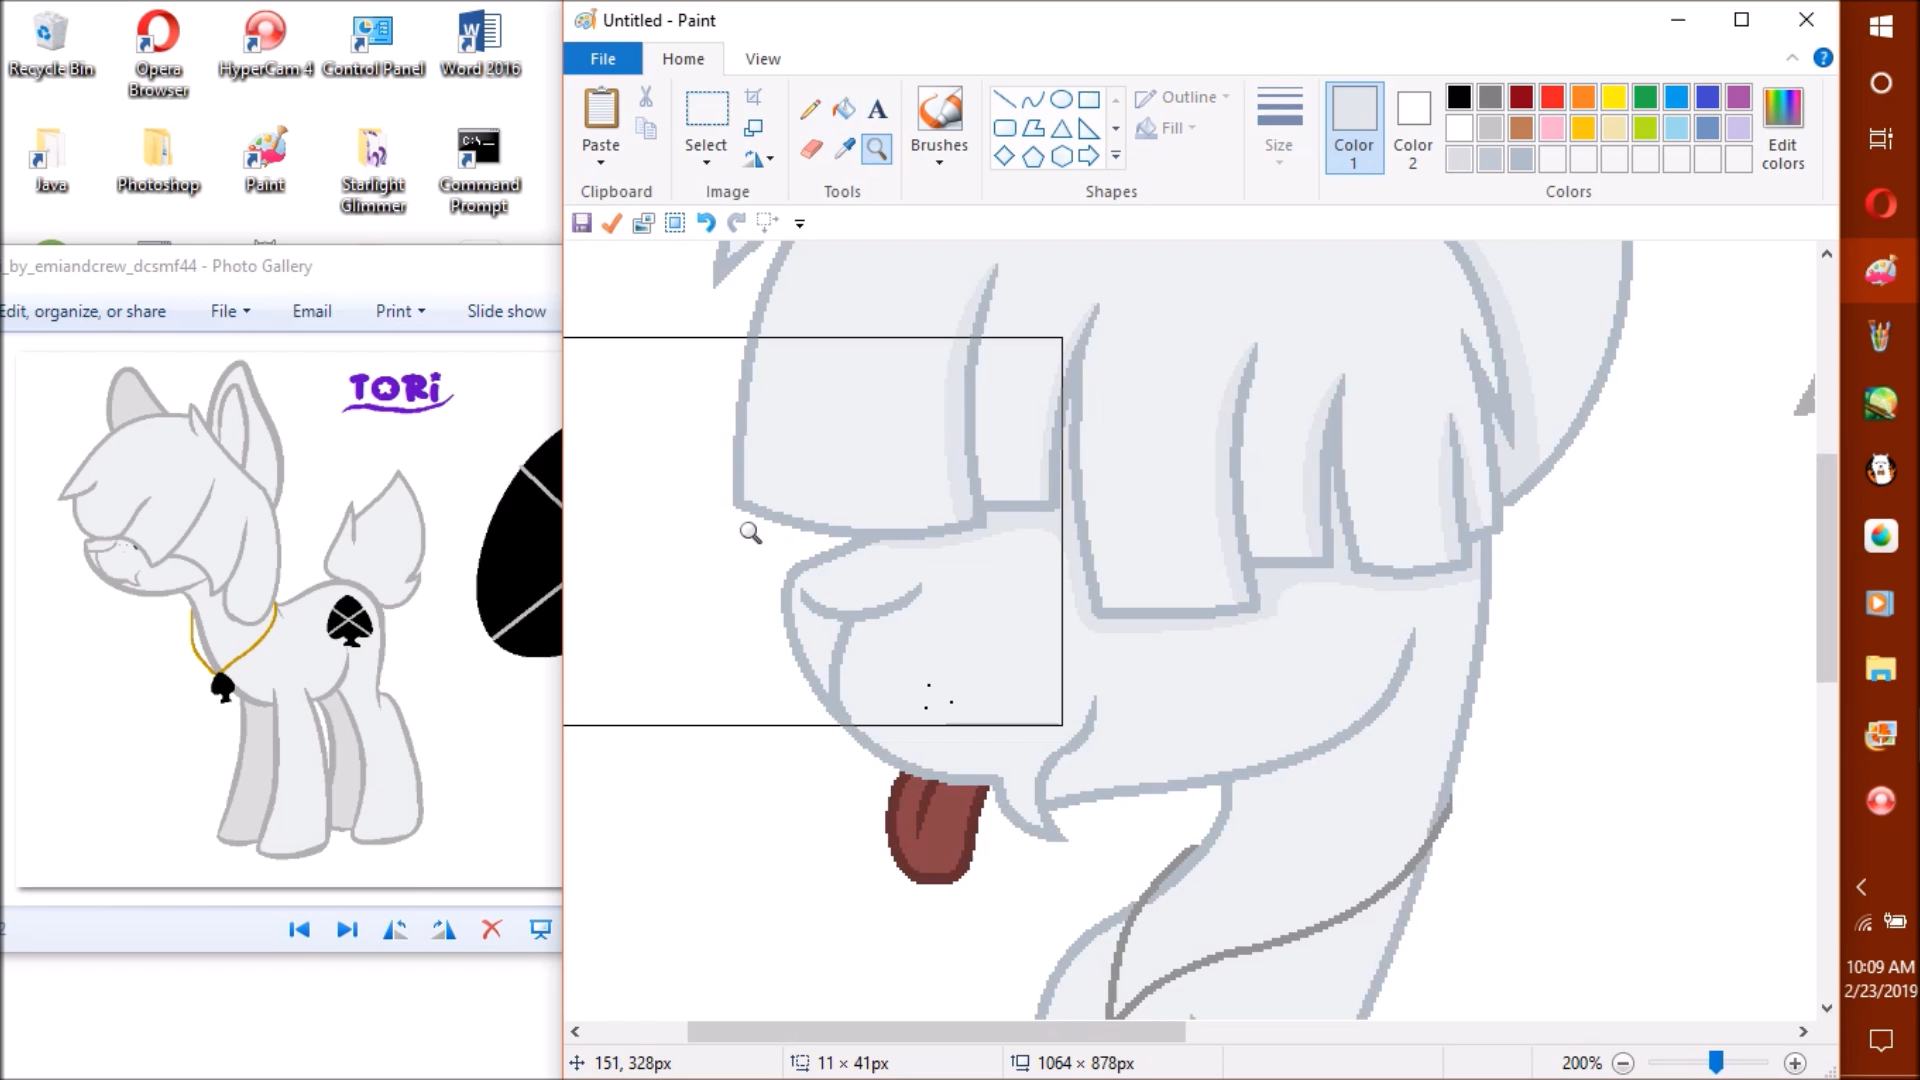 Untitled - Paint
File
Home
View
Paste
Select
Brushes
Outline
Fill
Size
Color
1
Color
2
Edit
colors
Clipboard
Image
Tools
Shapes
Colors
Recycle Bin
Opera
Browser
HyperCam 4
Control Panel
Word 2016
Java
Photoshop
Paint
Starlight
Glimmer
Command
Prompt
_by_emiandcrew_dcsmf44 - Photo Gallery
Edit, organize, or share
File
Email
Print
Slide show
TORi
151, 328px
11 × 41px
1064 × 878px
200%
10:09 AM
2/23/2019